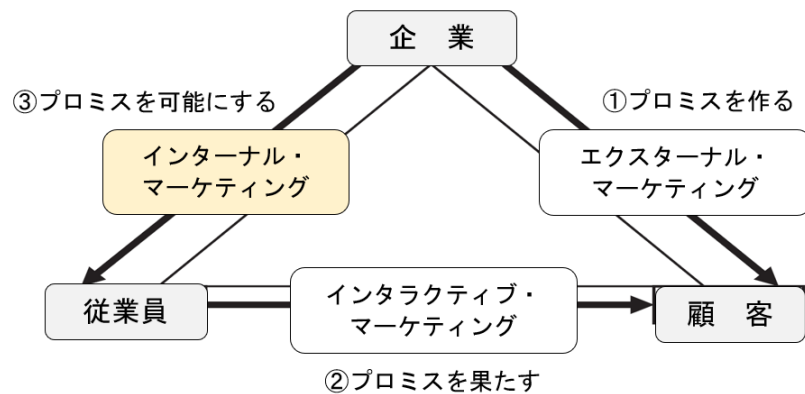 企　業
③プロミスを可能にする
①プロミスを作る
インターナル・
マーケティング
エクスターナル・
マーケティング
従業員
インタラクティブ・
マーケティング
顧　客
②プロミスを果たす